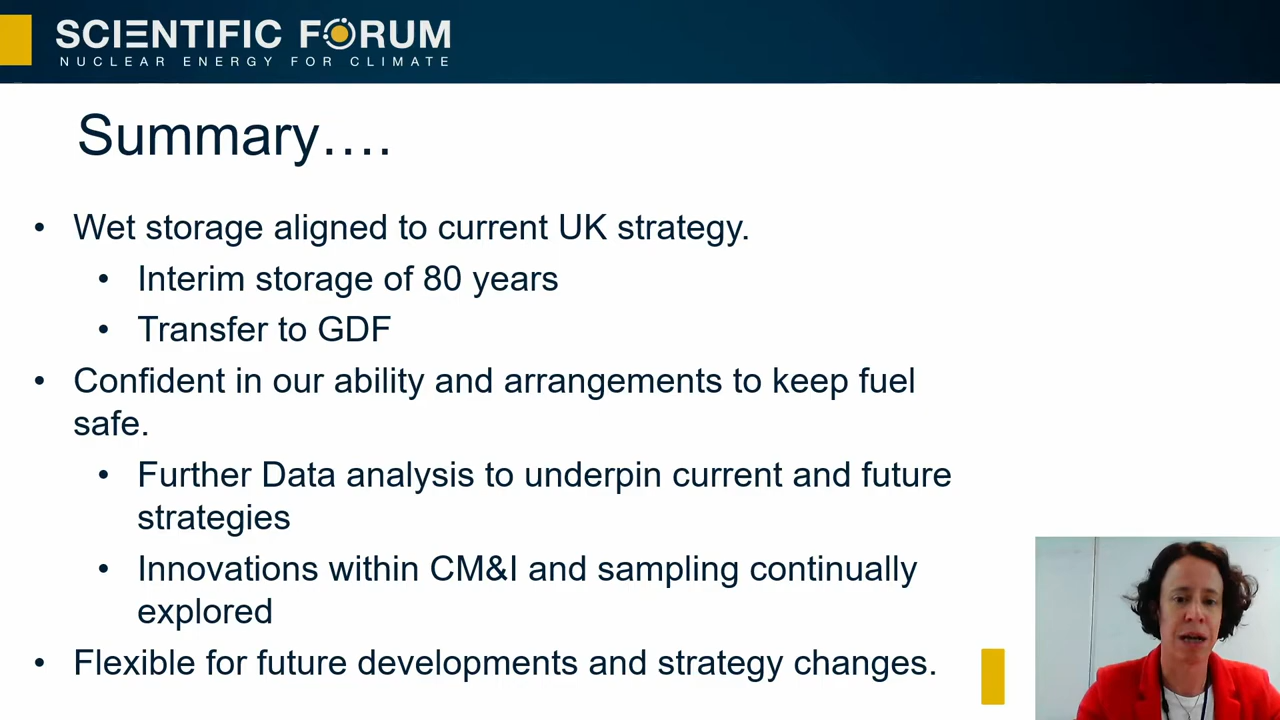 SCIENTIFIC FORUM
NUCLEAR ENERGY FOR CLIMATE
Summary….
• Wet storage aligned to current UK strategy.
• Interim storage of 80 years
• Transfer to GDF
• Confident in our ability and arrangements to keep fuel
safe.
• Further Data analysis to underpin current and future
strategies
• Innovations within CM&I and sampling continually
explored
• Flexible for future developments and strategy changes.